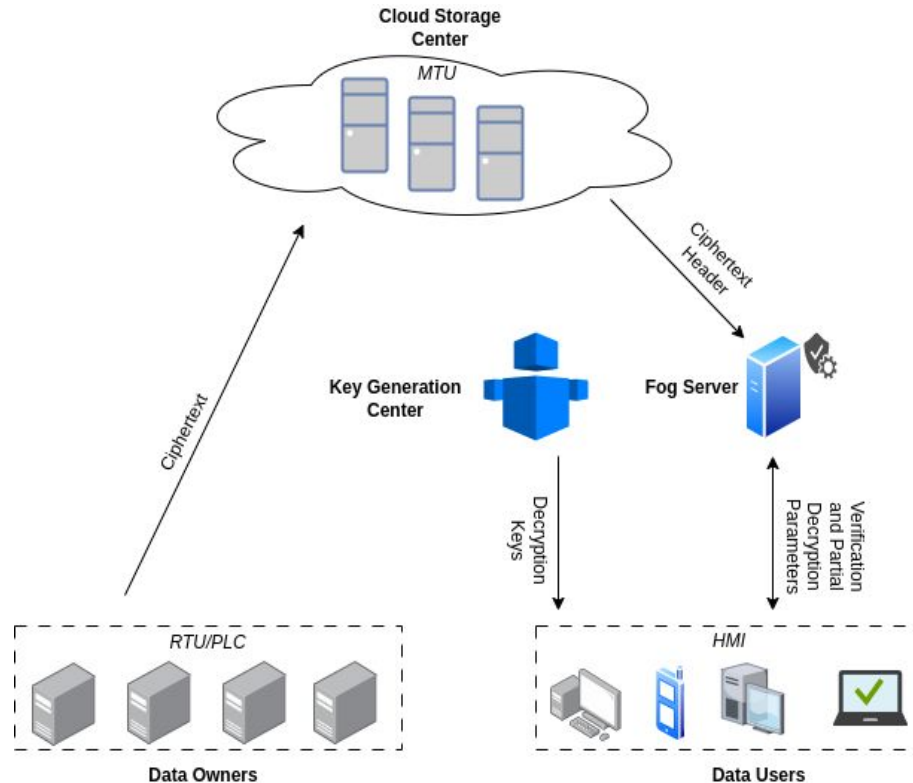 Cloud Storage
Center
MTU
Ciphertext
Header
Key Generation
Center
Fog Server
Ciphertext
Decryption
Keys
Verification
and Partial
Decryption
Parameters
RTU/PLC
HMI
Data Owners
Data Users